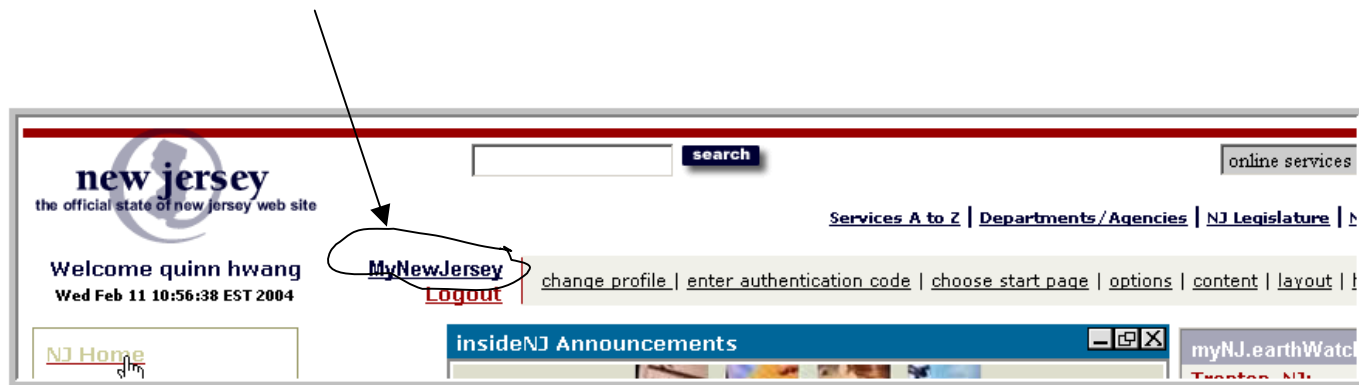 search
online services
new jersey
the official state of new jersey web site
Services A to Z | Departments/Agencies | NJ Legislature |
Welcome quinn hwang
MyNewJersey
Wed Feb 11 10:56:38 EST 2004
Logout
change profile | enter authentication code | choose start page | options | content | layout |
NJ Home
insideNJ Announcements
myNJ.earthWatch
Trenton, NJ: